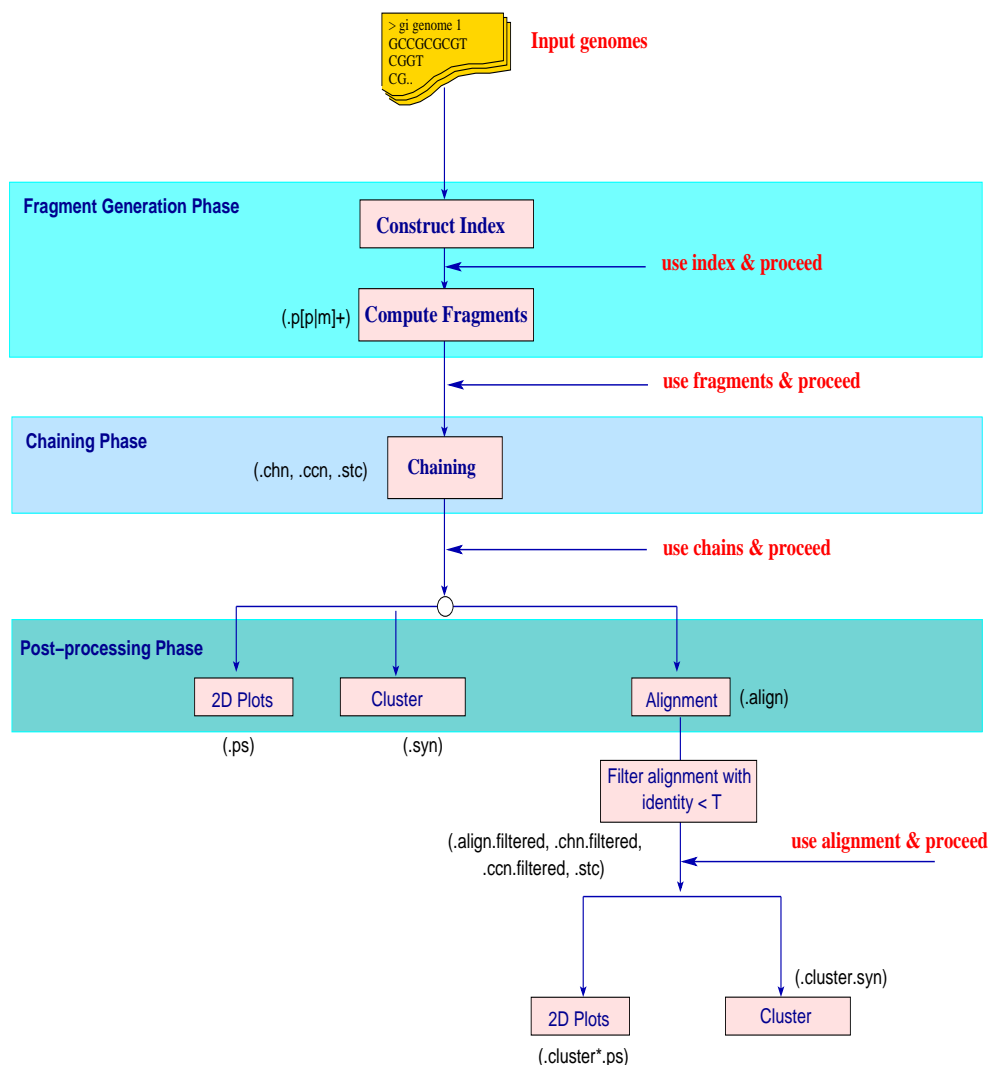 > gi genome 1
GCCGCGCGT
CGGT
CG..
Input genomes
Fragment Generation Phase
Construct Index
use index & proceed
(.p[p|m]+)
Compute Fragments
use fragments & proceed
Chaining Phase
(.chn, .ccn, .stc)
Chaining
use chains & proceed
Post−processing Phase
2D Plots
Cluster
Alignment
(.align)
(.ps)
(.syn)
Filter alignment with
identity < T
(.align.filtered, .chn.filtered,
.ccn.filtered, .stc)
use alignment & proceed
(.cluster.syn)
2D Plots
Cluster
(.cluster*.ps)